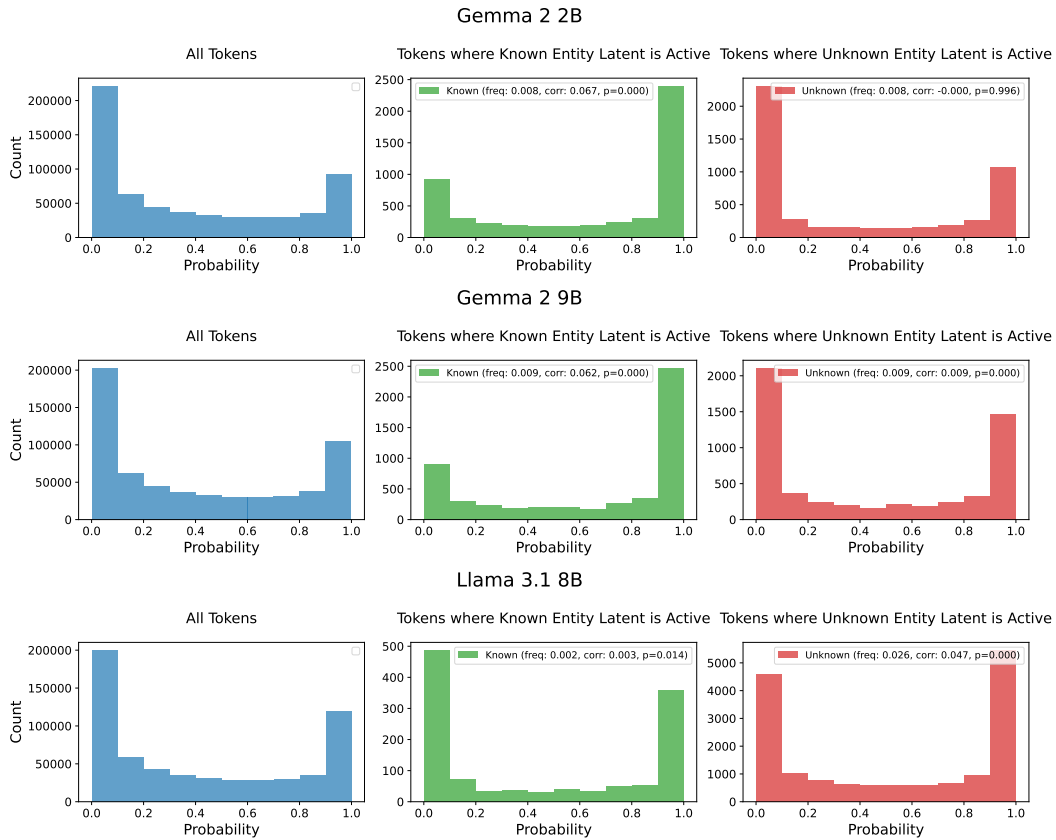 Gemma 2 2B
All Tokens
Tokens where Known Entity Latent is Active
Tokens where Unknown Entity Latent is Active
Count
200000
150000
100000
50000
0
0.0 0.2 0.4 0.6 0.8 1.0
Probability
Known (freq: 0.008, corr: 0.067, p=0.000)
2500
2000
1500
1000
500
0
0.0 0.2 0.4 0.6 0.8 1.0
Probability
Unknown (freq: 0.008, corr: -0.000, p=0.996)
2000
1500
1000
500
0
0.0 0.2 0.4 0.6 0.8 1.0
Probability
Gemma 2 9B
All Tokens
Tokens where Known Entity Latent is Active
Tokens where Unknown Entity Latent is Active
Count
200000
150000
100000
50000
0
0.0 0.2 0.4 0.6 0.8 1.0
Probability
Known (freq: 0.009, corr: 0.062, p=0.000)
2500
2000
1500
1000
500
0
0.0 0.2 0.4 0.6 0.8 1.0
Probability
Unknown (freq: 0.009, corr: 0.009, p=0.000)
2000
1500
1000
500
0
0.0 0.2 0.4 0.6 0.8 1.0
Probability
Llama 3.1 8B
All Tokens
Tokens where Known Entity Latent is Active
Tokens where Unknown Entity Latent is Active
Count
200000
150000
100000
50000
0
0.0 0.2 0.4 0.6 0.8 1.0
Probability
Known (freq: 0.002, corr: 0.003, p=0.014)
500
400
300
200
100
0
0.0 0.2 0.4 0.6 0.8 1.0
Probability
Unknown (freq: 0.026, corr: 0.047, p=0.000)
5000
4000
3000
2000
1000
0
0.0 0.2 0.4 0.6 0.8 1.0
Probability